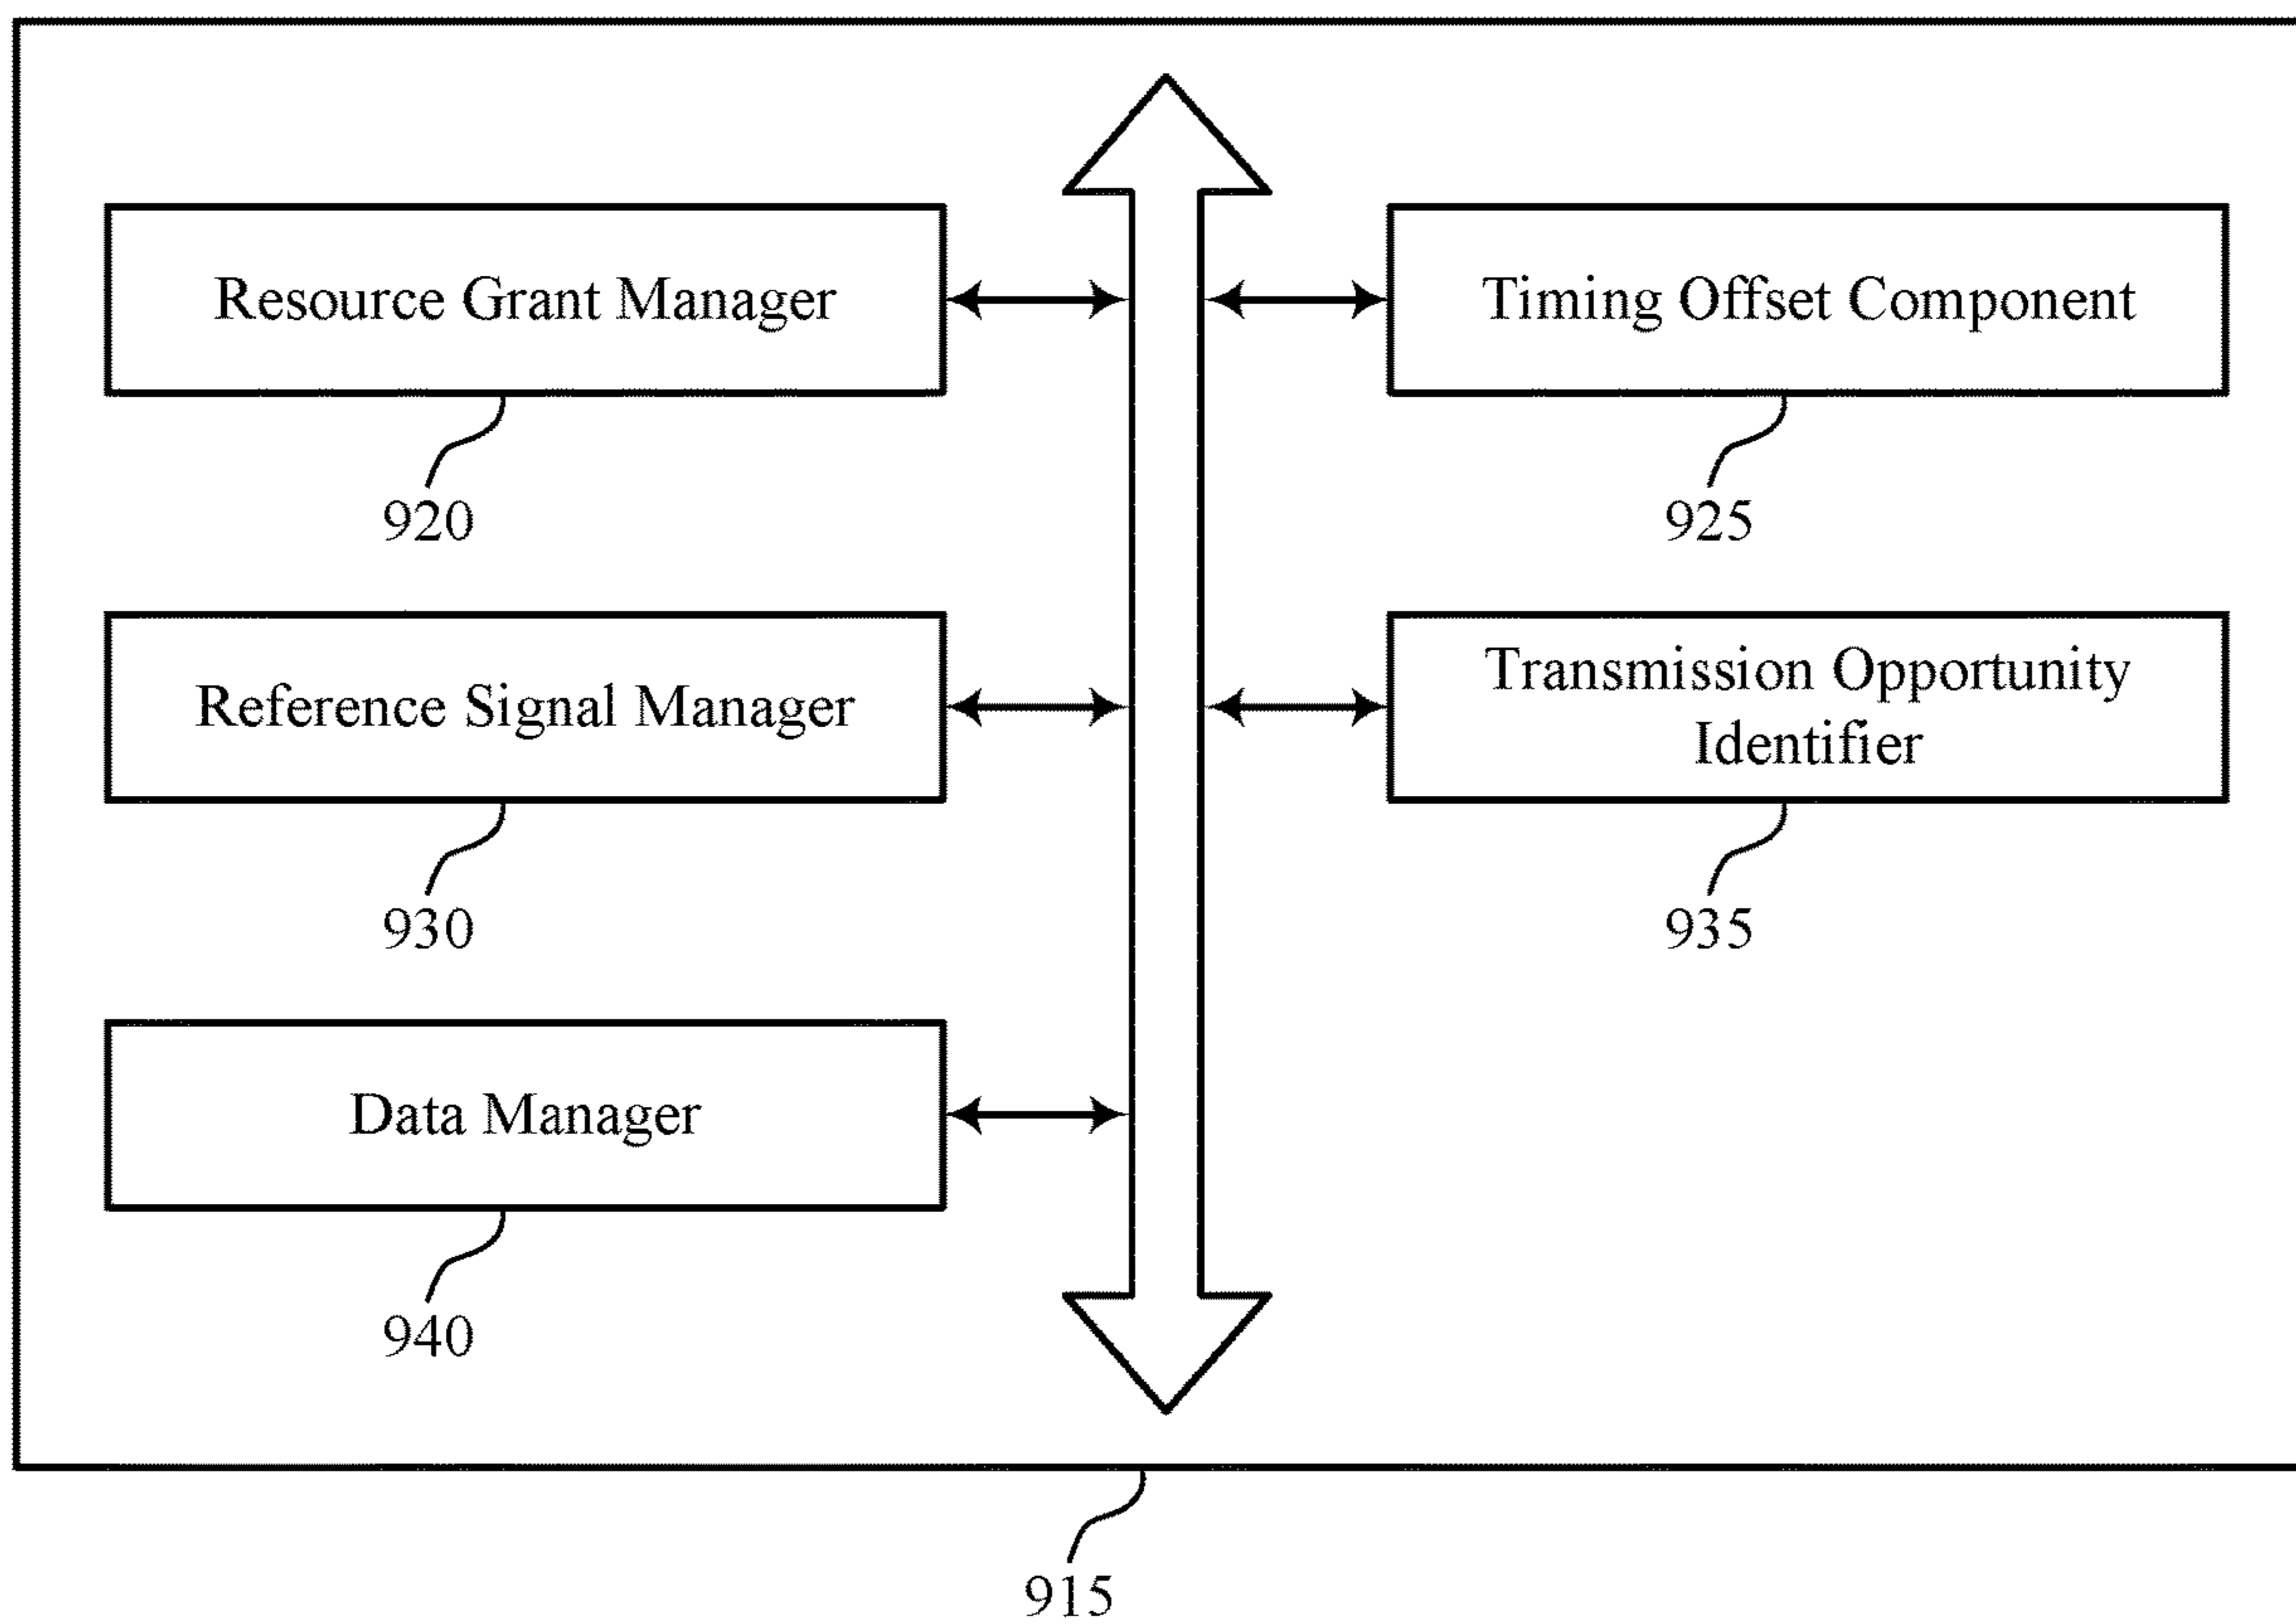 Resource Grant Manager
Timing Offset Component
920
925
Reference Signal Manager
Transmission Opportunity
Identifier
930
935
Data Manager
940
915